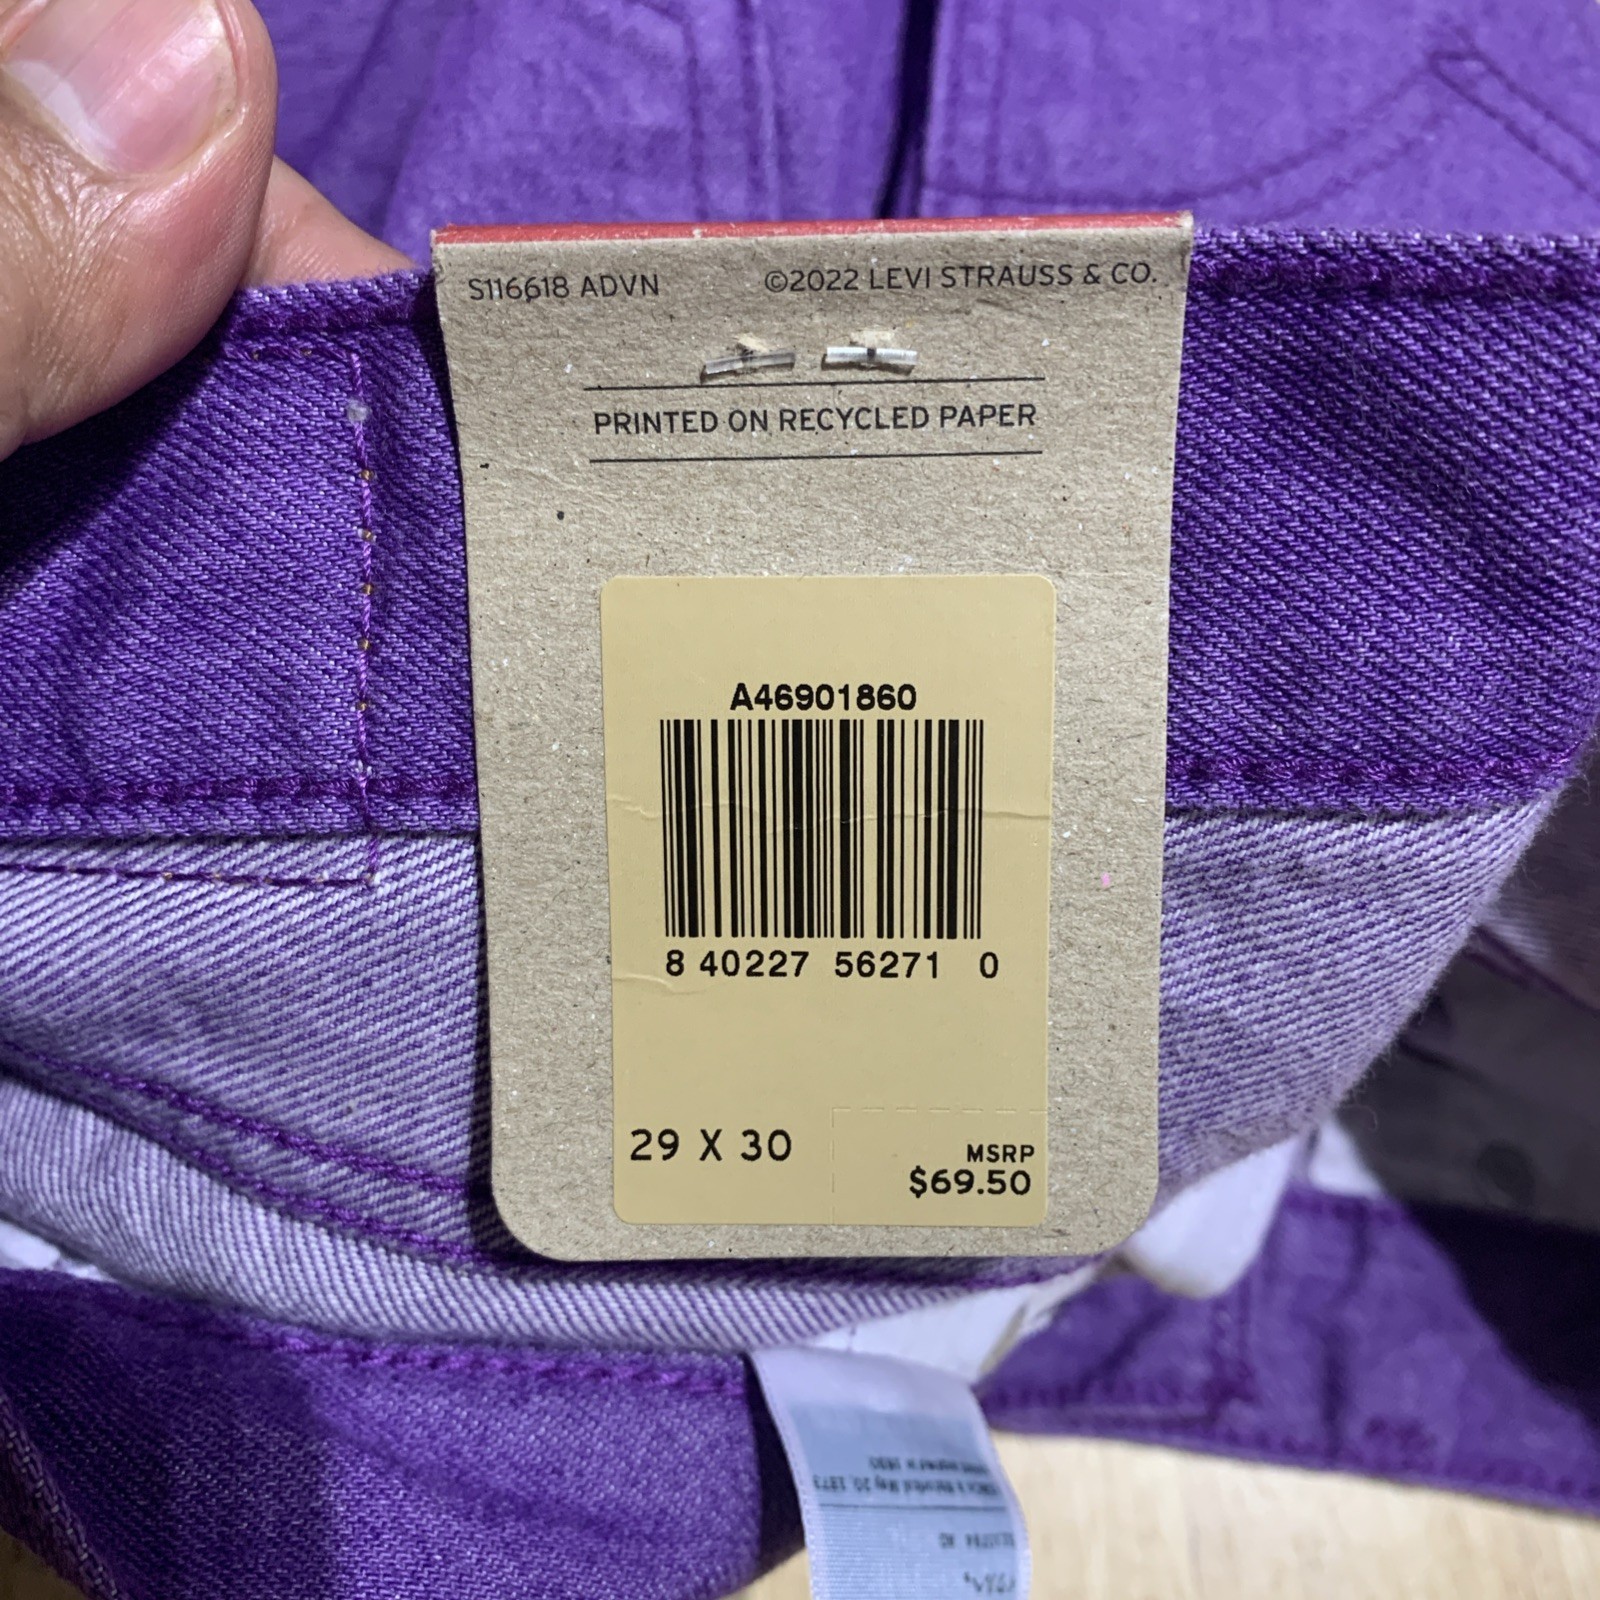 S116618 ADVN ©2022 LEVI STRAUSS & CO.
PRINTED ON RECYCLED PAPER
A46901860
8 40227 56271 0
29 X 30
MSRP
$69.50